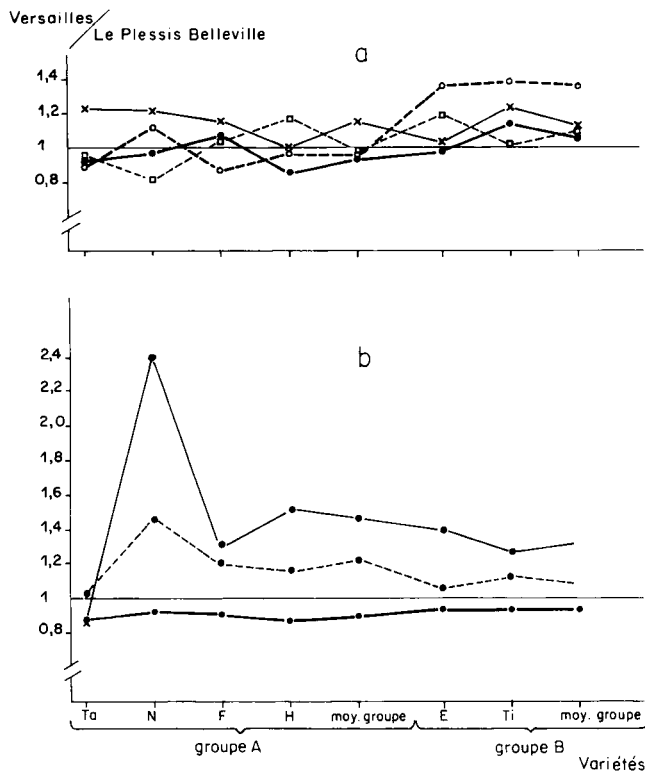 Versailles
Le Plessis Belleville
a
1,4
1,2
1
0,8
b
2,4
2,2
2,0
1,8
1,6
1,4
1,2
1
0,8
Ta N F H moy. groupe E Ti moy. groupe
groupe A groupe B
Variétés